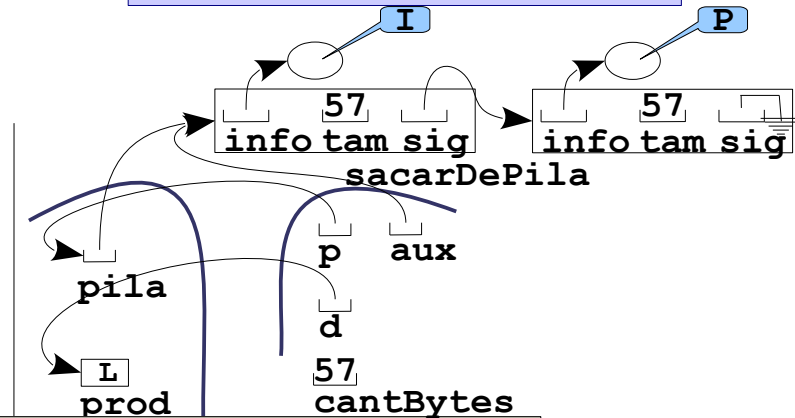 I P
57 57
info tam sig info tam sig
sacarDePila
p aux
pila
d
L 57
prod cantBytes